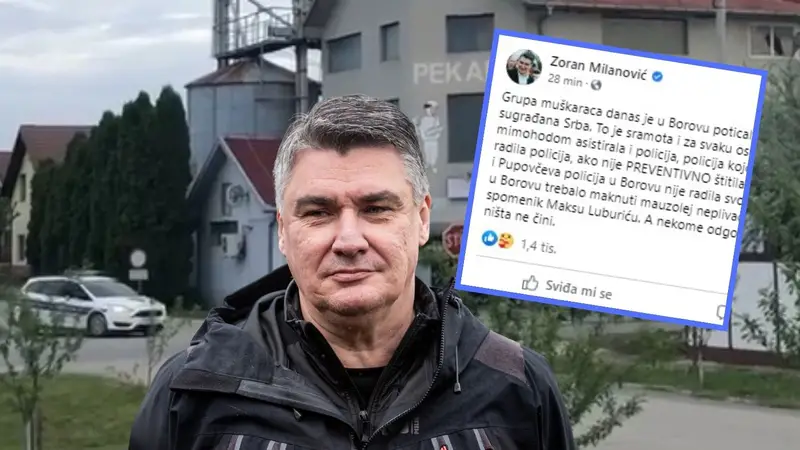 PEKA
Zoran Milanović
28 min
Grupa muškaraca danas je u Borovu potical
sugrađana Srba. To je sramota i za svaku os
mimohodom asistirala i policija, policija koj
radila policija, ako nije PREVENTIVNO štitila
i Pupovčeva policija u Borovu nije radila svo
u Borovu trebalo maknuti mauzolej nepliva
spomenik Maksu Luburiću. A nekome odgo
ništa ne čini.
1,4 tis.
Sviđa mi se